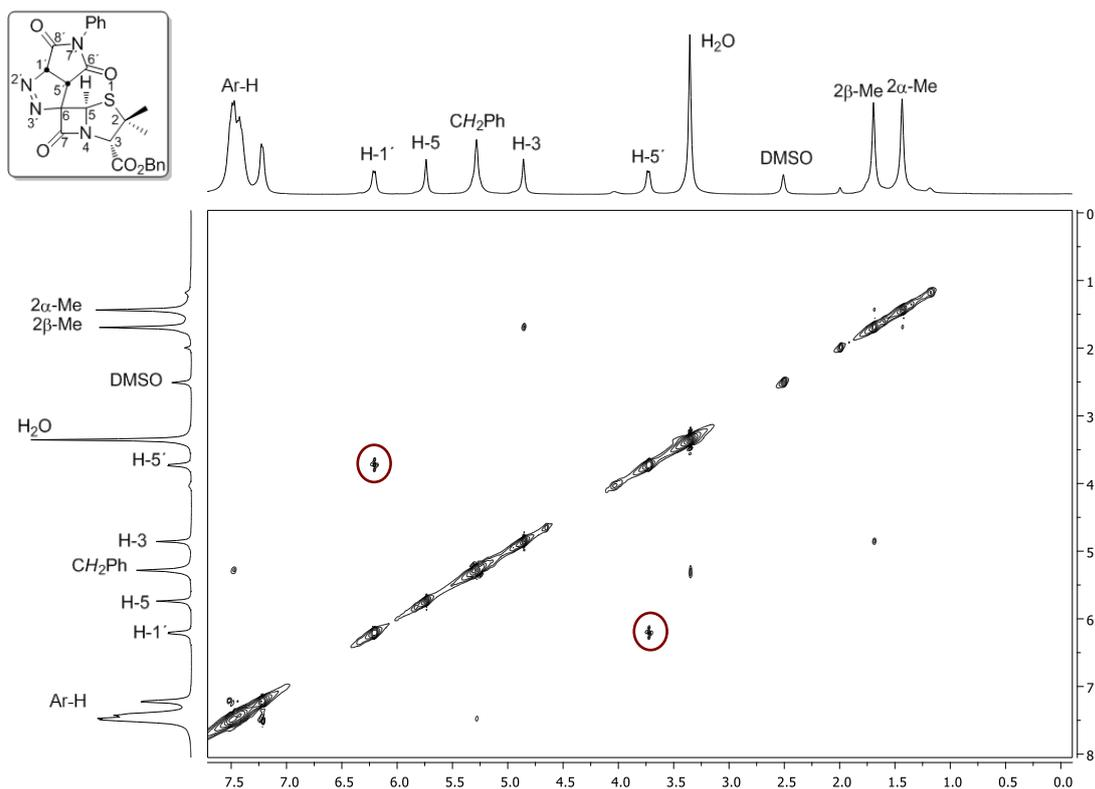 Ph
O
8´
N
7´
6´
1´
O
2´
N
5´
H
S
N
3´
6
5
2
7
N
4
3
O
CO₂Bn
Ar-H
H-1´
H-5
CH₂Ph
H-3
H-5´
H₂O
DMSO
2β-Me
2α-Me
2α-Me
2β-Me
DMSO
H₂O
H-5´
H-3
CH₂Ph
H-5
H-1´
Ar-H
0
1
2
3
4
5
6
7
8
7.5 7.0 6.5 6.0 5.5 5.0 4.5 4.0 3.5 3.0 2.5 2.0 1.5 1.0 0.5 0.0